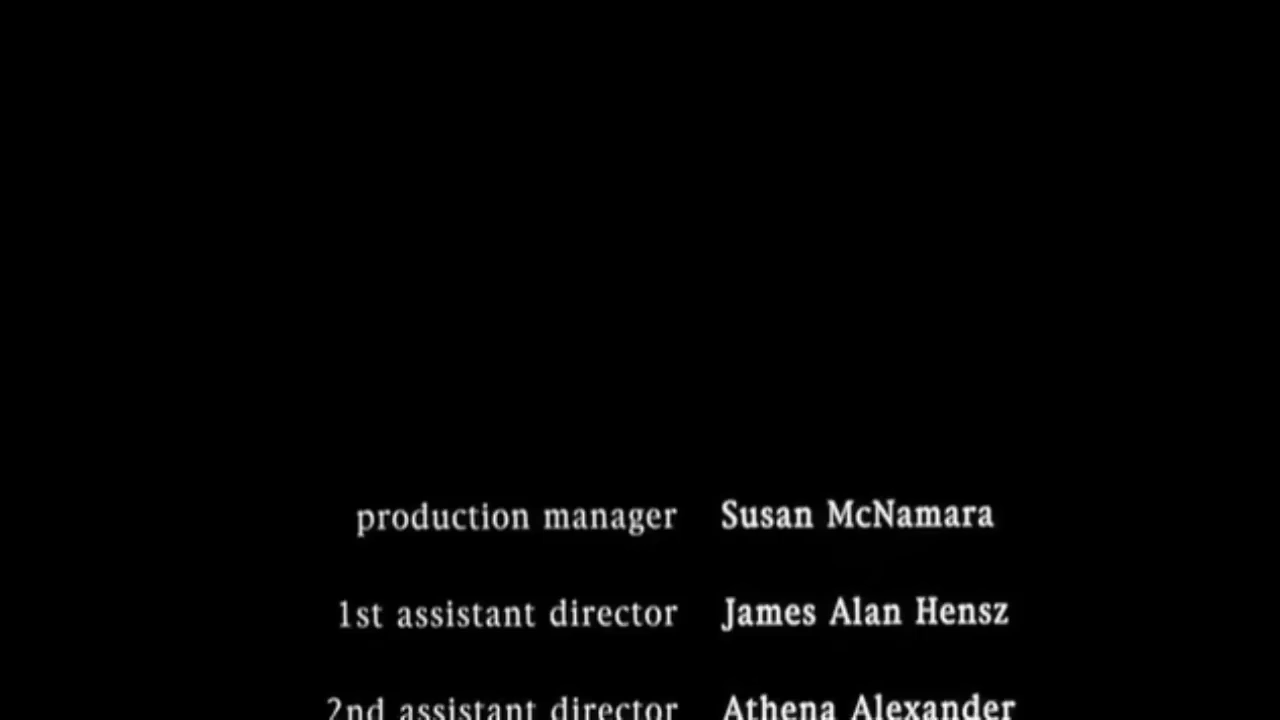 production manager Susan McNamara
1st assistant director James Alan Hensz
2nd assistant director Athena Alexander